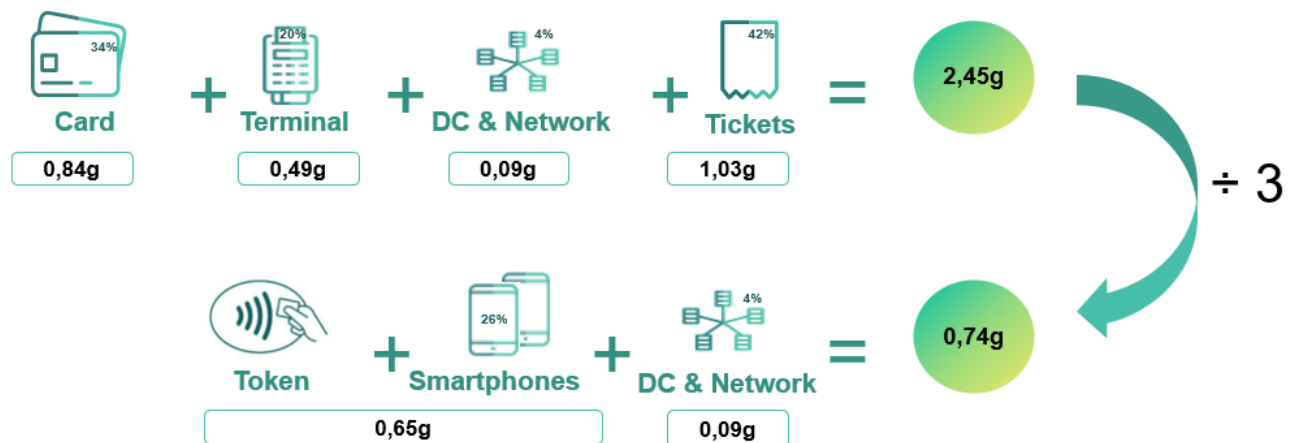 34%
20%
4%
42%
+ + + =
2,45g
Card
Terminal
DC & Network
Tickets
0,84g
0,49g
0,09g
1,03g
÷ 3
26%
4%
+ + =
0,74g
Token
Smartphones
DC & Network
0,65g
0,09g